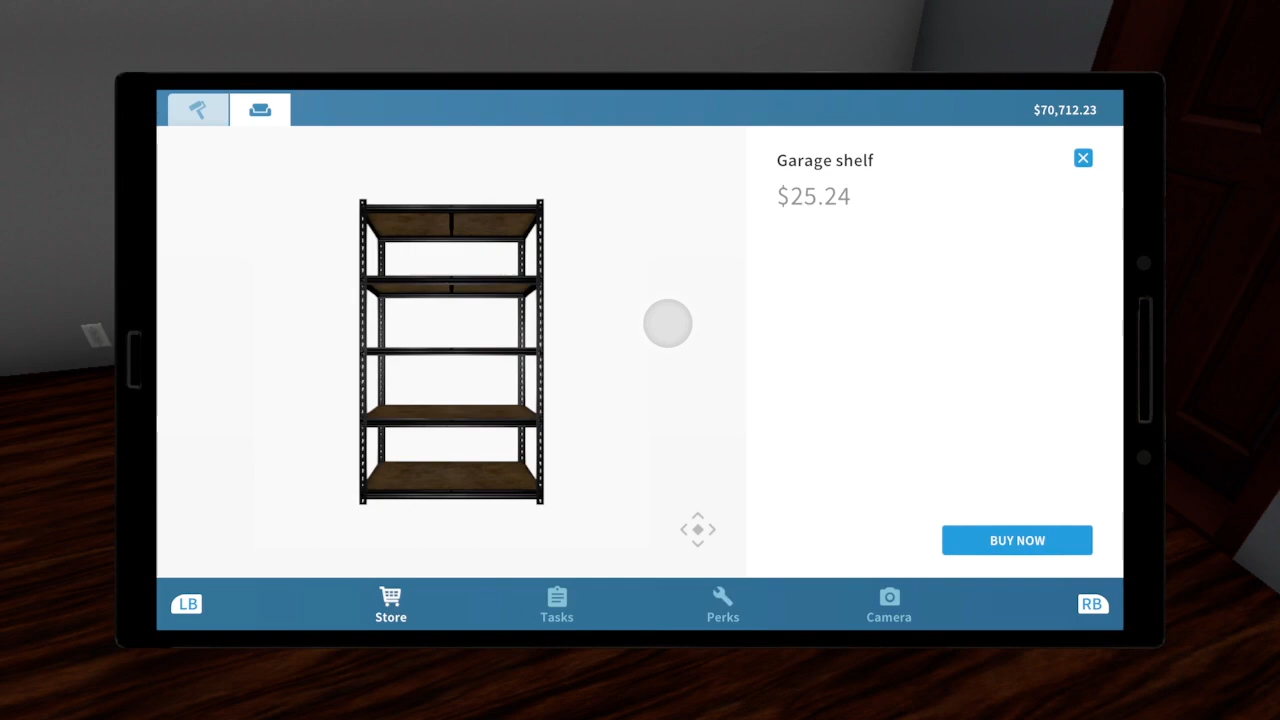 $70,712.23
Garage shelf
$25.24
BUY NOW
LB
Store
Tasks
Perks
Camera
RB